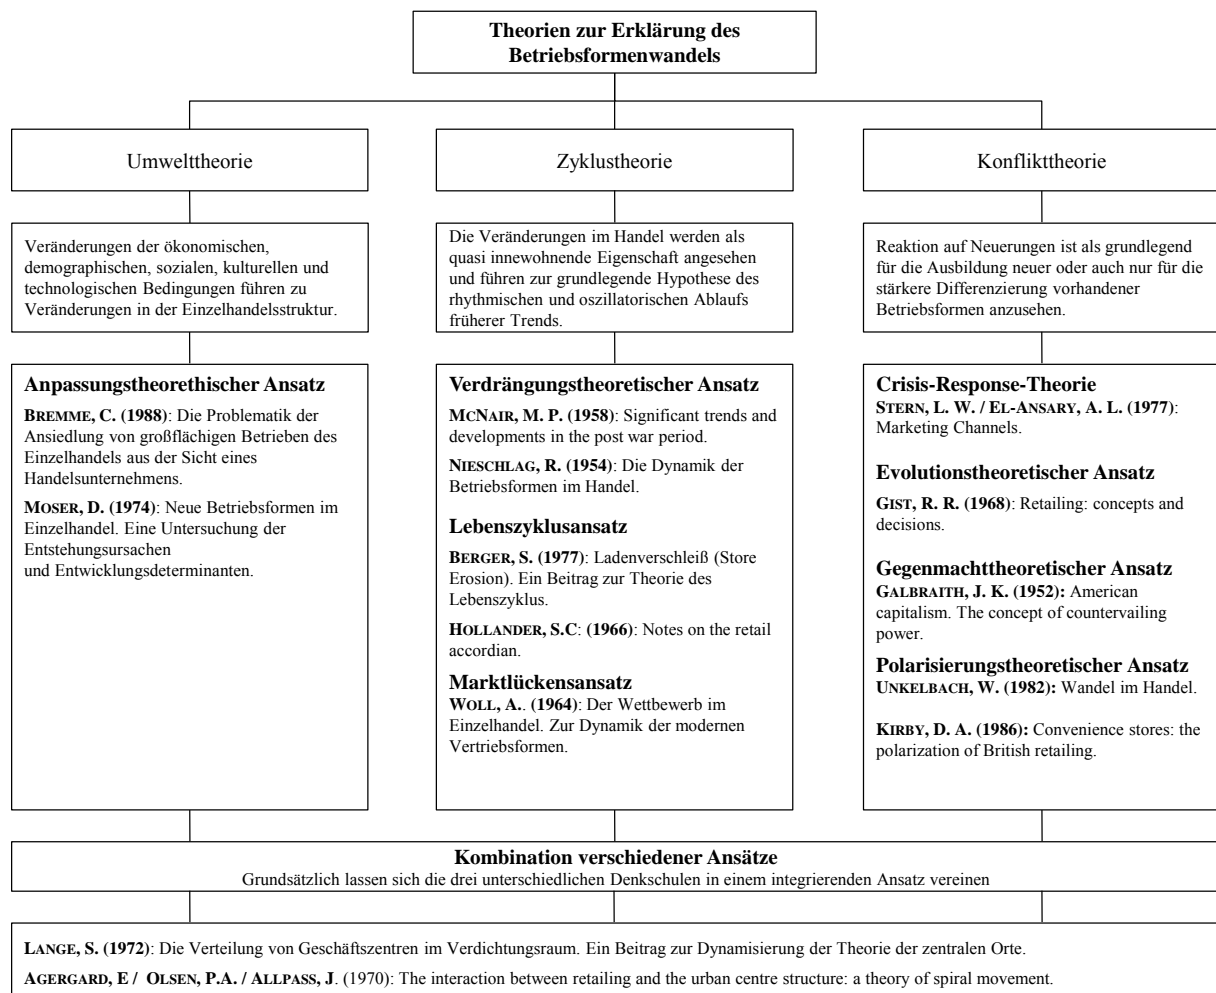 Theorien zur Erklärung des
Betriebsformenwandels
Umwelttheorie
Zyklustheorie
Konflikttheorie
Veränderungen der ökonomischen,
demographischen, sozialen, kulturellen und
technologischen Bedingungen führen zu
Veränderungen in der Einzelhandelsstruktur.
Die Veränderungen im Handel werden als
quasi innewohnende Eigenschaft angesehen
und führen zur grundlegende Hypothese des
rhythmischen und oszillatorischen Ablaufs
früherer Trends.
Reaktion auf Neuerungen ist als grundlegend
für die Ausbildung neuer oder auch nur für die
stärkere Differenzierung vorhandener
Betriebsformen anzusehen.
Anpassungstheorethischer Ansatz
BREMME, C. (1988): Die Problematik der
Ansiedlung von großflächigen Betrieben des
Einzelhandels aus der Sicht eines
Handelsunternehmens.
MOSER, D. (1974): Neue Betriebsformen im
Einzelhandel. Eine Untersuchung der
Entstehungsursachen
und Entwicklungsdeterminanten.
Verdrängungstheoretischer Ansatz
MCNAIR, M. P. (1958): Significant trends and
developments in the post war period.
NIESCHLAG, R. (1954): Die Dynamik der
Betriebsformen im Handel.
Lebenszyklusansatz
BERGER, S. (1977): Ladenverschleiß (Store
Erosion). Ein Beitrag zur Theorie des
Lebenszyklus.
HOLLANDER, S.C: (1966): Notes on the retail
accordian.
Marktlückensansatz
WOLL, A.. (1964): Der Wettbewerb im
Einzelhandel. Zur Dynamik der modernen
Vertriebsformen.
Crisis-Response-Theorie
STERN, L. W. / EL-ANSARY, A. L. (1977):
Marketing Channels.
Evolutionstheoretischer Ansatz
GIST, R. R. (1968): Retailing: concepts and
decisions.
Gegenmachttheoretischer Ansatz
GALBRAITH, J. K. (1952): American
capitalism. The concept of countervailing
power.
Polarisierungstheoretischer Ansatz
UNKELBACH, W. (1982): Wandel im Handel.
KIRBY, D. A. (1986): Convenience stores: the
polarization of British retailing.
Kombination verschiedener Ansätze
Grundsätzlich lassen sich die drei unterschiedlichen Denkschulen in einem integrierenden Ansatz vereinen
LANGE, S. (1972): Die Verteilung von Geschäftszentren im Verdichtungsraum. Ein Beitrag zur Dynamisierung der Theorie der zentralen Orte.
AGERGARD, E / OLSEN, P.A. / ALLPASS, J. (1970): The interaction between retailing and the urban centre structure: a theory of spiral movement.